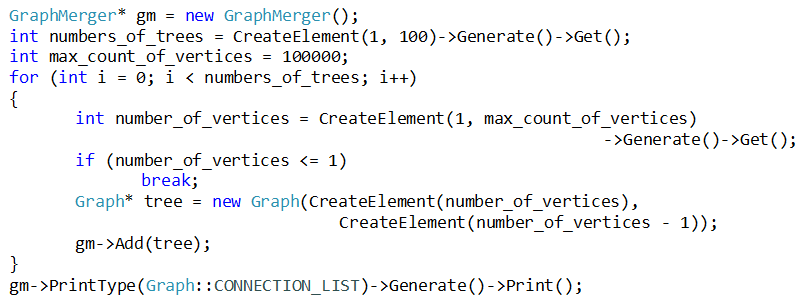 GraphMerger* gm = new GraphMerger();
int numbers_of_trees = CreateElement(1, 100)->Generate()->Get();
int max_count_of_vertices = 100000;
for (int i = 0; i < numbers_of_trees; i++)
{
int number_of_vertices = CreateElement(1, max_count_of_vertices)
->Generate()->Get();
if (number_of_vertices <= 1)
break;
Graph* tree = new Graph(CreateElement(number_of_vertices),
CreateElement(number_of_vertices - 1));
gm->Add(tree);
}
gm->PrintType(Graph::CONNECTION_LIST)->Generate()->Print();